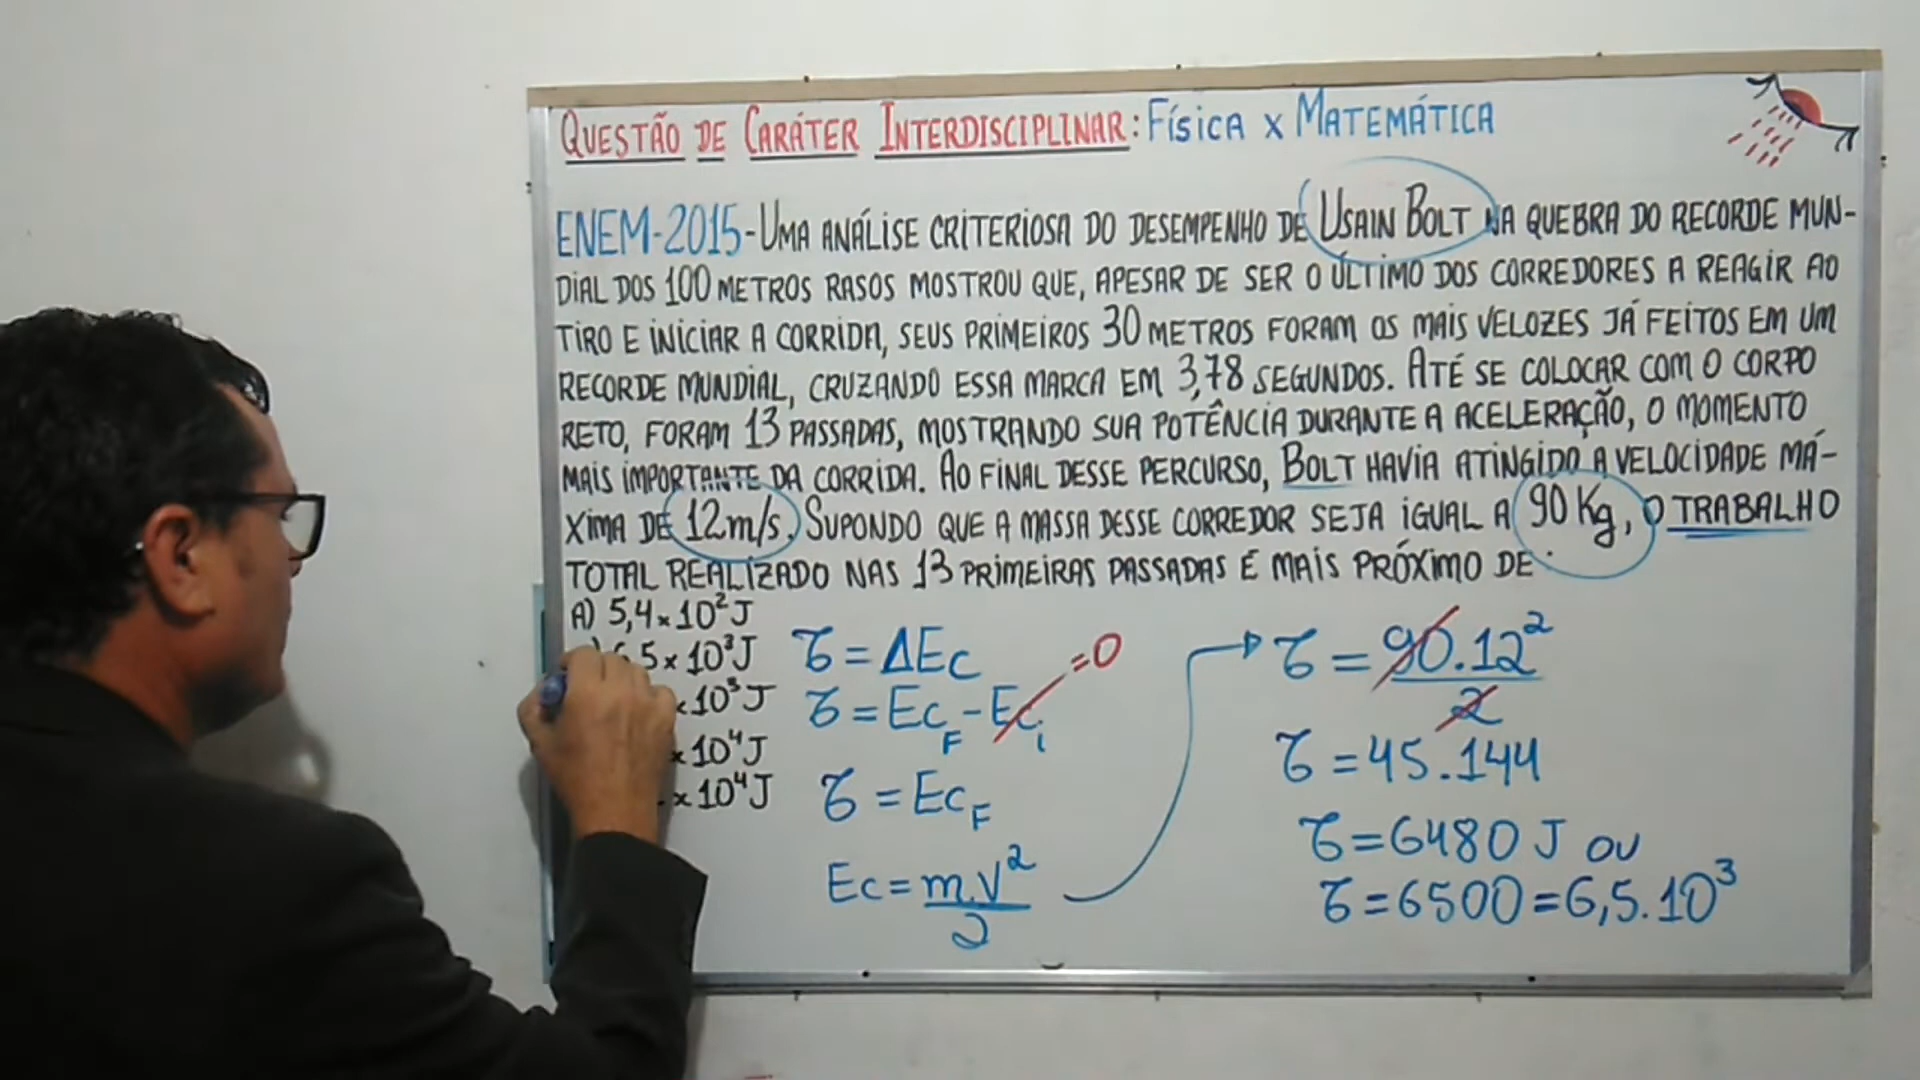 QUESTÃO DE CARÁTER INTERDISCIPLINAR: FÍSICA X MATEMÁTICA
ENEM-2015-UMA ANÁLISE CRITERIOSA DO DESEMPENHO DE USAIN BOLT NA QUEBRA DO RECORDE MUN-
DIAL DOS 100 METROS RASOS MOSTROU QUE, APESAR DE SER O ÚLTIMO DOS CORREDORES A REAGIR AO
TIRO E INICIAR A CORRIDA, SEUS PRIMEIROS 30 METROS FORAM OS MAIS VELOZES JÁ FEITOS EM UM
RECORDE MUNDIAL, CRUZANDO ESSA MARCA EM 3,78 SEGUNDOS. ATÉ SE COLOCAR COM O CORPO
RETO, FORAM 13 PASSADAS, MOSTRANDO SUA POTÊNCIA DURANTE A ACELERAÇÃO, O MOMENTO
MAIS IMPORTANTE DA CORRIDA. AO FINAL DESSE PERCURSO, BOLT HAVIA ATINGIDO A VELOCIDADE MÁ-
XIMA DE 12m/s. SUPONDO QUE A MASSA DESSE CORREDOR SEJA IGUAL A 90 Kg, O TRABALHO
TOTAL REALIZADO NAS 13 PRIMEIRAS PASSADAS É MAIS PRÓXIMO DE:
A) 5,4 x 10² J
5 x 10³ J
x 10³ J
x 10⁴ J
x 10⁴ J
τ = ΔEc
τ = EcF - Eci = 0
τ = EcF
Ec = m.V²/2
τ = 90.12²/2
τ = 45.144
τ = 6480 J OU
τ = 6500 = 6,5.10³